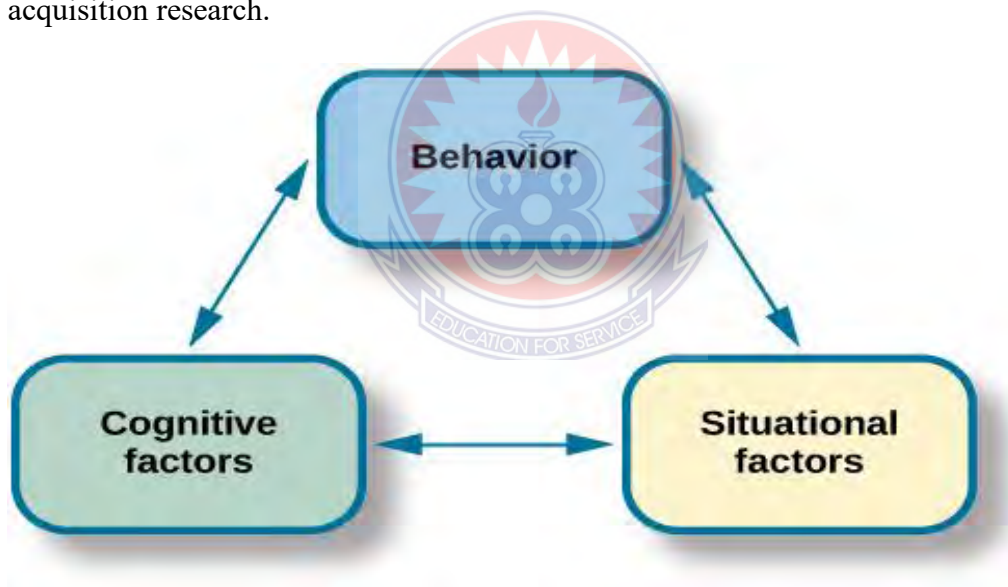 acquisition research.
Behavior
EDUCATION FOR SERVICE
Cognitive
factors
Situational
factors